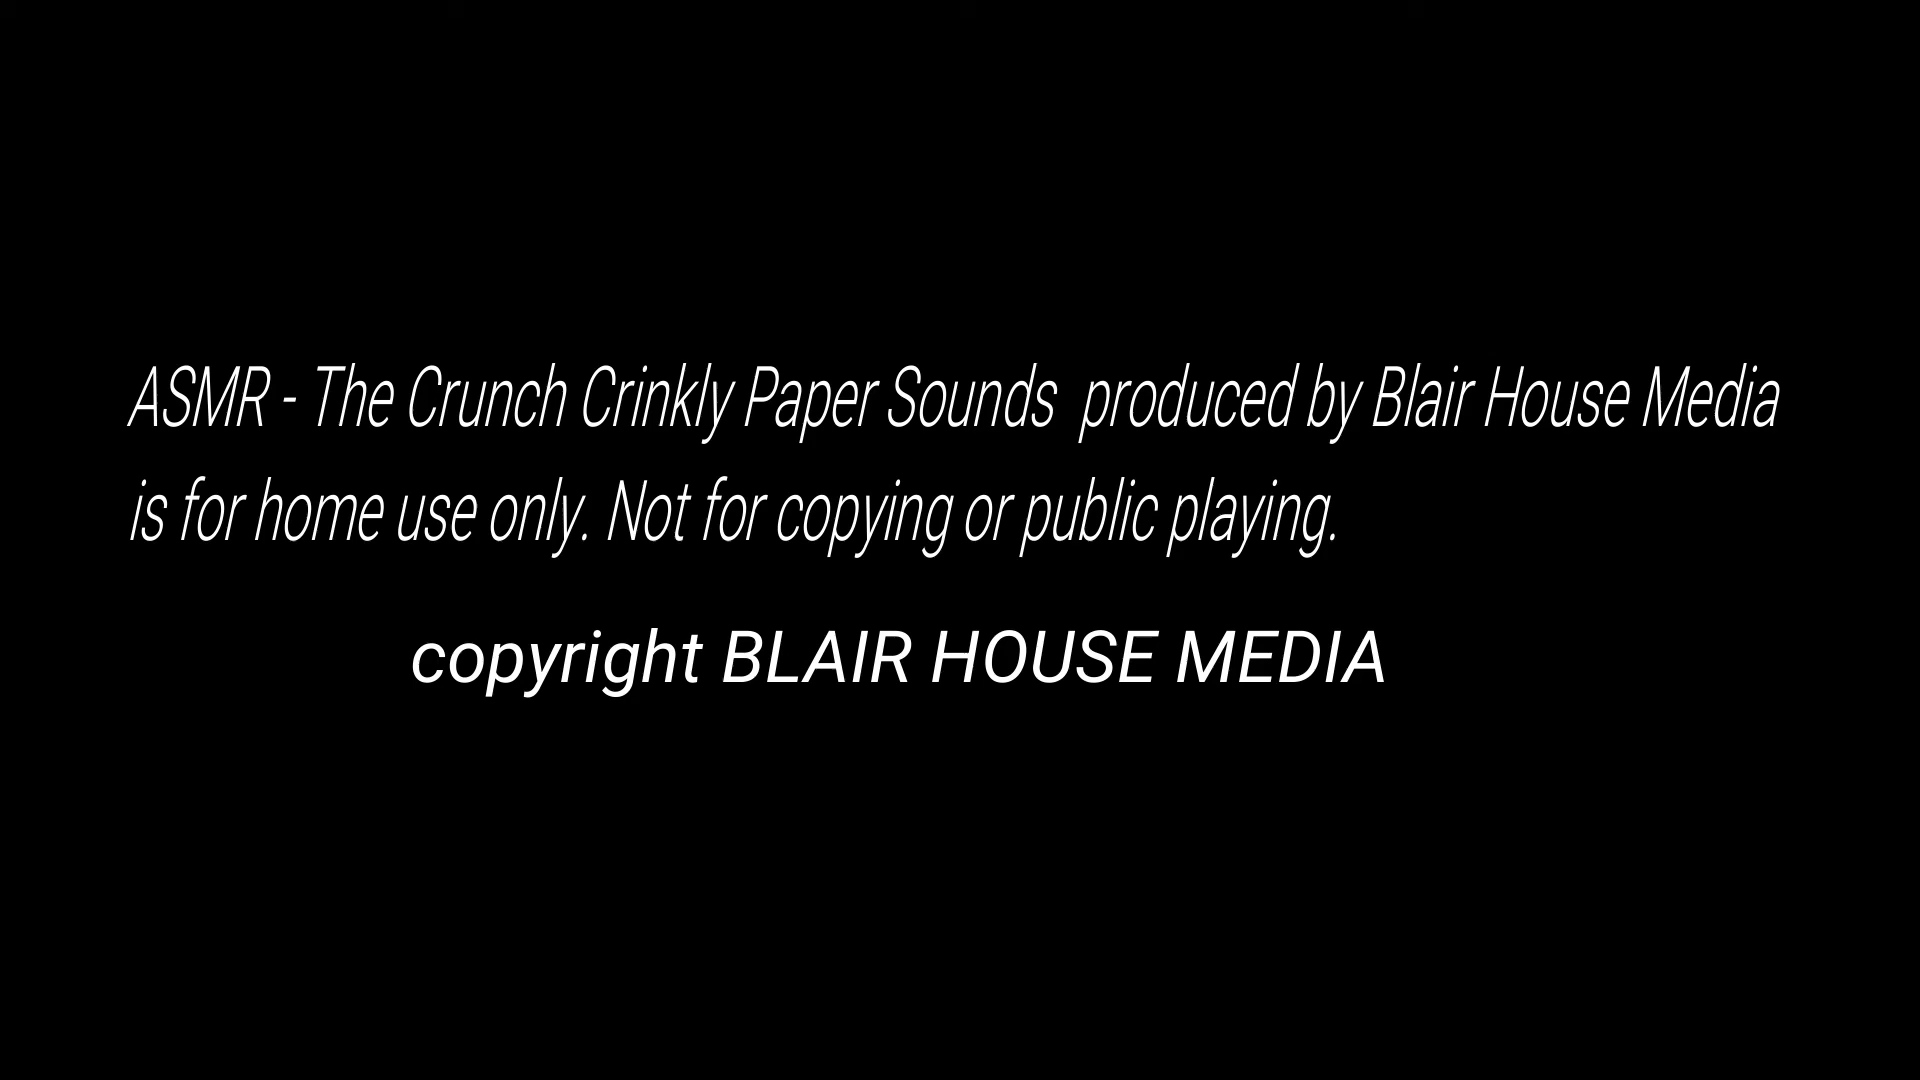 ASMR - The Crunch Crinkly Paper Sounds  produced by Blair House Media
is for home use only. Not for copying or public playing.
copyright BLAIR HOUSE MEDIA